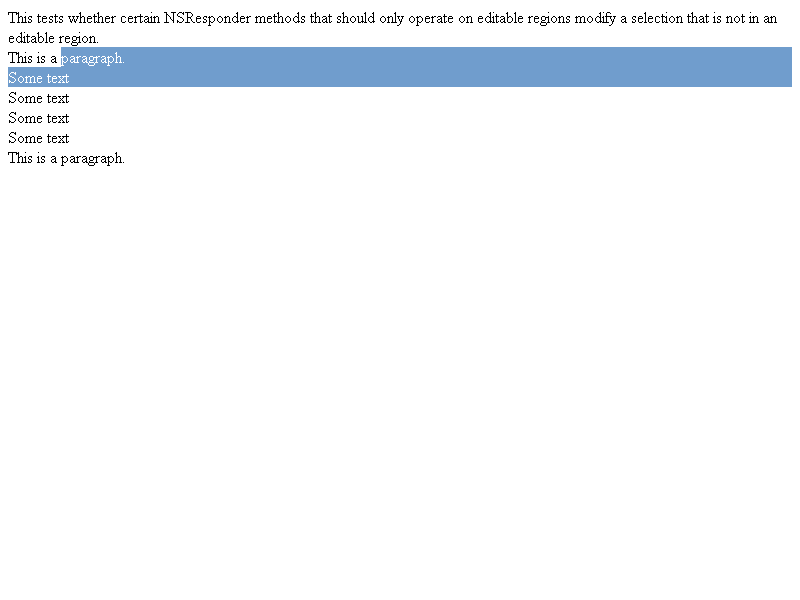 This tests whether certain NSResponder methods that should only operate on editable regions modify a selection that is not in an
editable region.
This is a paragraph.
Some text
Some text
Some text
Some text
This is a paragraph.